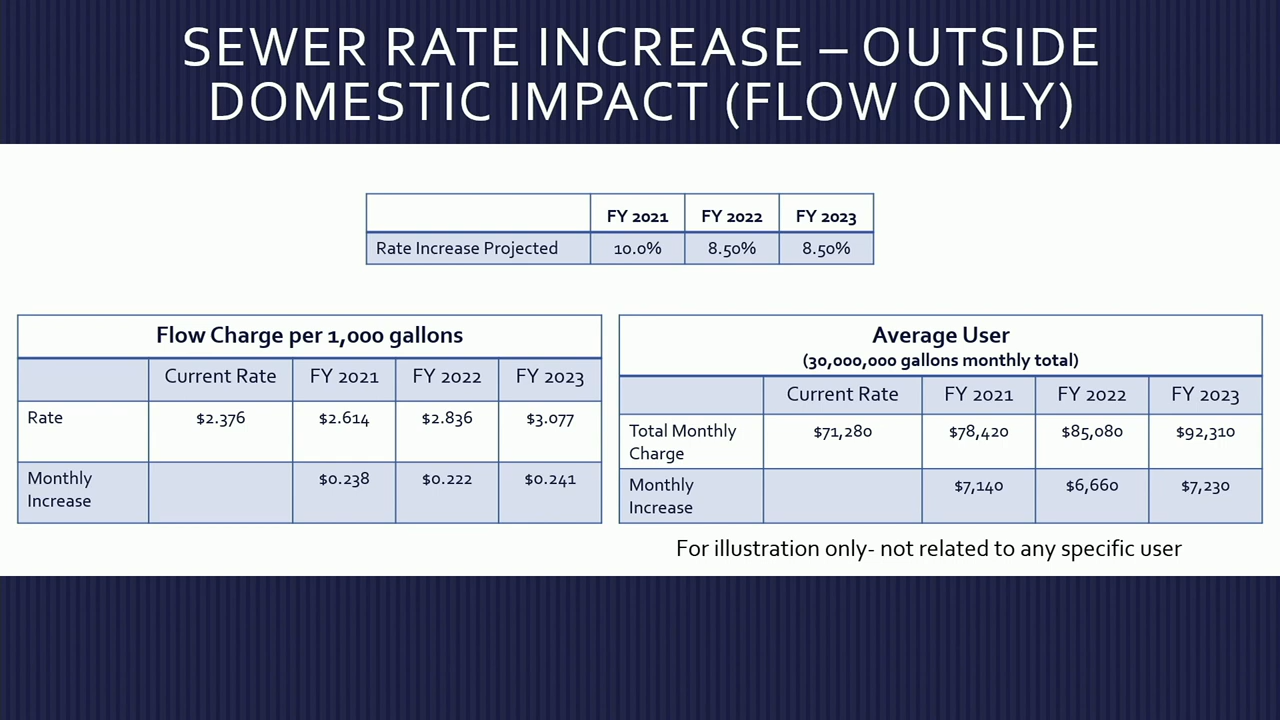 SEWER RATE INCREASE – OUTSIDE
DOMESTIC IMPACT (FLOW ONLY)
FY 2021 FY 2022 FY 2023
Rate Increase Projected 10.0% 8.50% 8.50%
Flow Charge per 1,000 gallons
Current Rate FY 2021 FY 2022 FY 2023
Rate $2.376 $2.614 $2.836 $3.077
Monthly
Increase $0.238 $0.222 $0.241
Average User
(30,000,000 gallons monthly total)
Current Rate FY 2021 FY 2022 FY 2023
Total Monthly
Charge $71,280 $78,420 $85,080 $92,310
Monthly
Increase $7,140 $6,660 $7,230
For illustration only- not related to any specific user